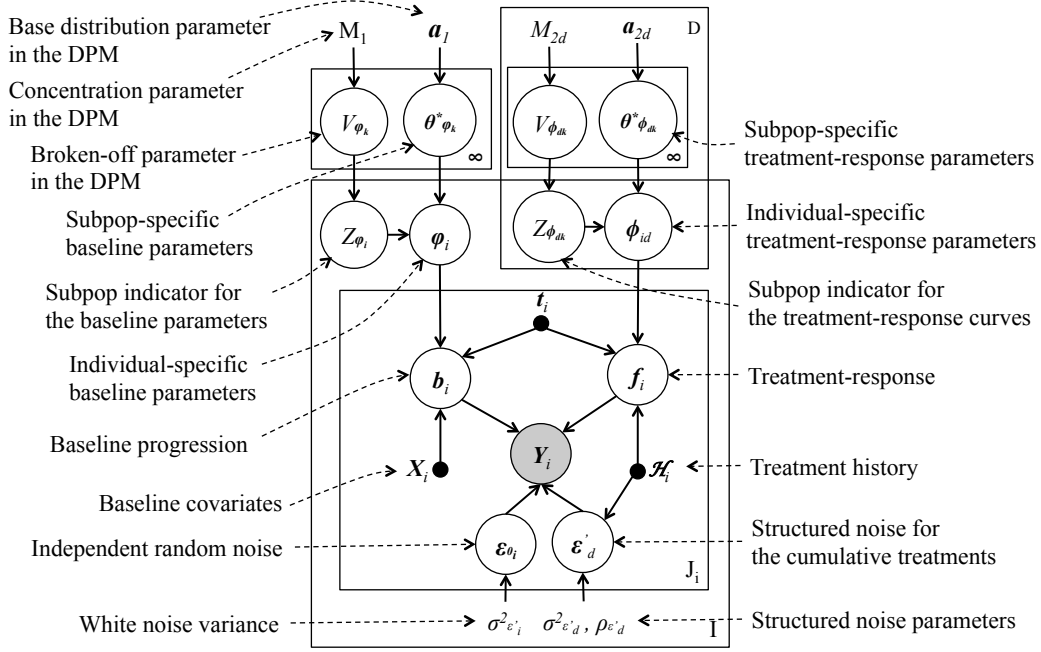 Base distribution parameter
in the DPM
Concentration parameter
in the DPM
Broken-off parameter
in the DPM
Subpop-specific
baseline parameters
Subpop indicator for
the baseline parameters
Individual-specific
baseline parameters
Baseline progression
Baseline covariates
Independent random noise
White noise variance
M₁
a₁
M₂d
a₂d
D
Vφₖ
θ*φₖ
∞
Vϕdk
θ*ϕdk
∞
Zφᵢ
φᵢ
Zϕdk
ϕid
tᵢ
bᵢ
fᵢ
Yᵢ
Xᵢ
ℋᵢ
ε₀ᵢ
ε'd
Jᵢ
σ²ε'ᵢ
σ²ε'd , ρε'd
I
Subpop-specific
treatment-response parameters
Individual-specific
treatment-response parameters
Subpop indicator for
the treatment-response curves
Treatment-response
Treatment history
Structured noise for
the cumulative treatments
Structured noise parameters